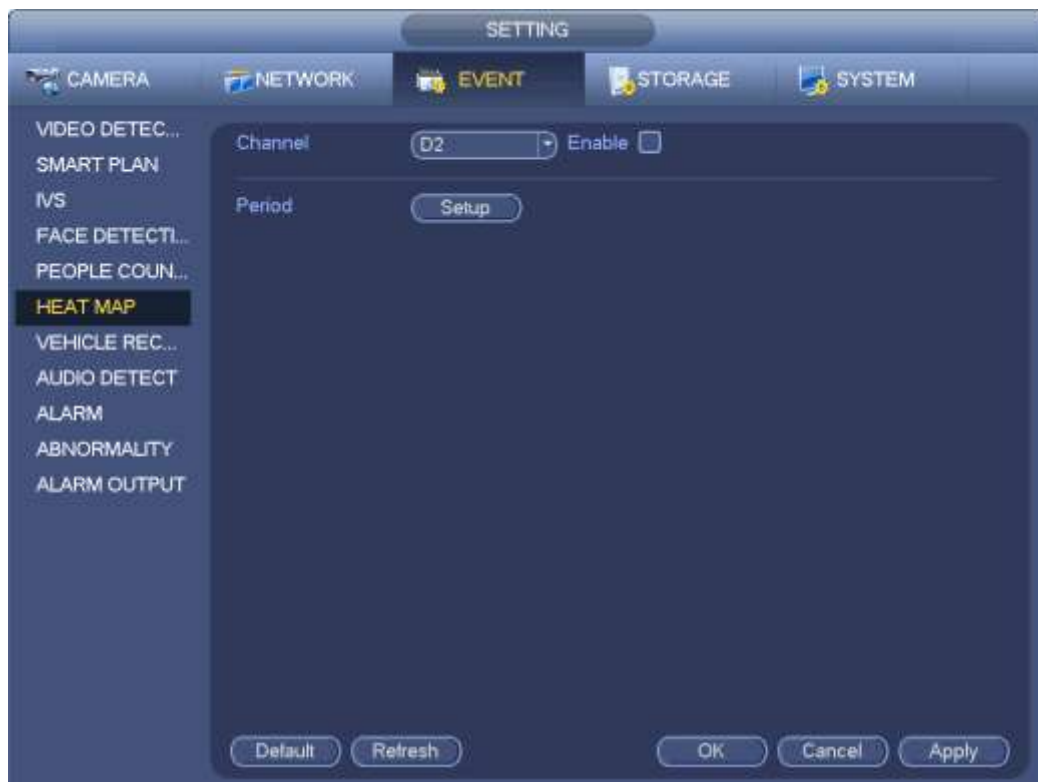 SETTING
CAMERA NETWORK EVENT STORAGE SYSTEM
VIDEO DETEC...
SMART PLAN
IVS
FACE DETECTI...
PEOPLE COUN...
HEAT MAP
VEHICLE REC...
AUDIO DETECT
ALARM
ABNORMALITY
ALARM OUTPUT
Channel D2 Enable
Period Setup
Default Refresh OK Cancel Apply